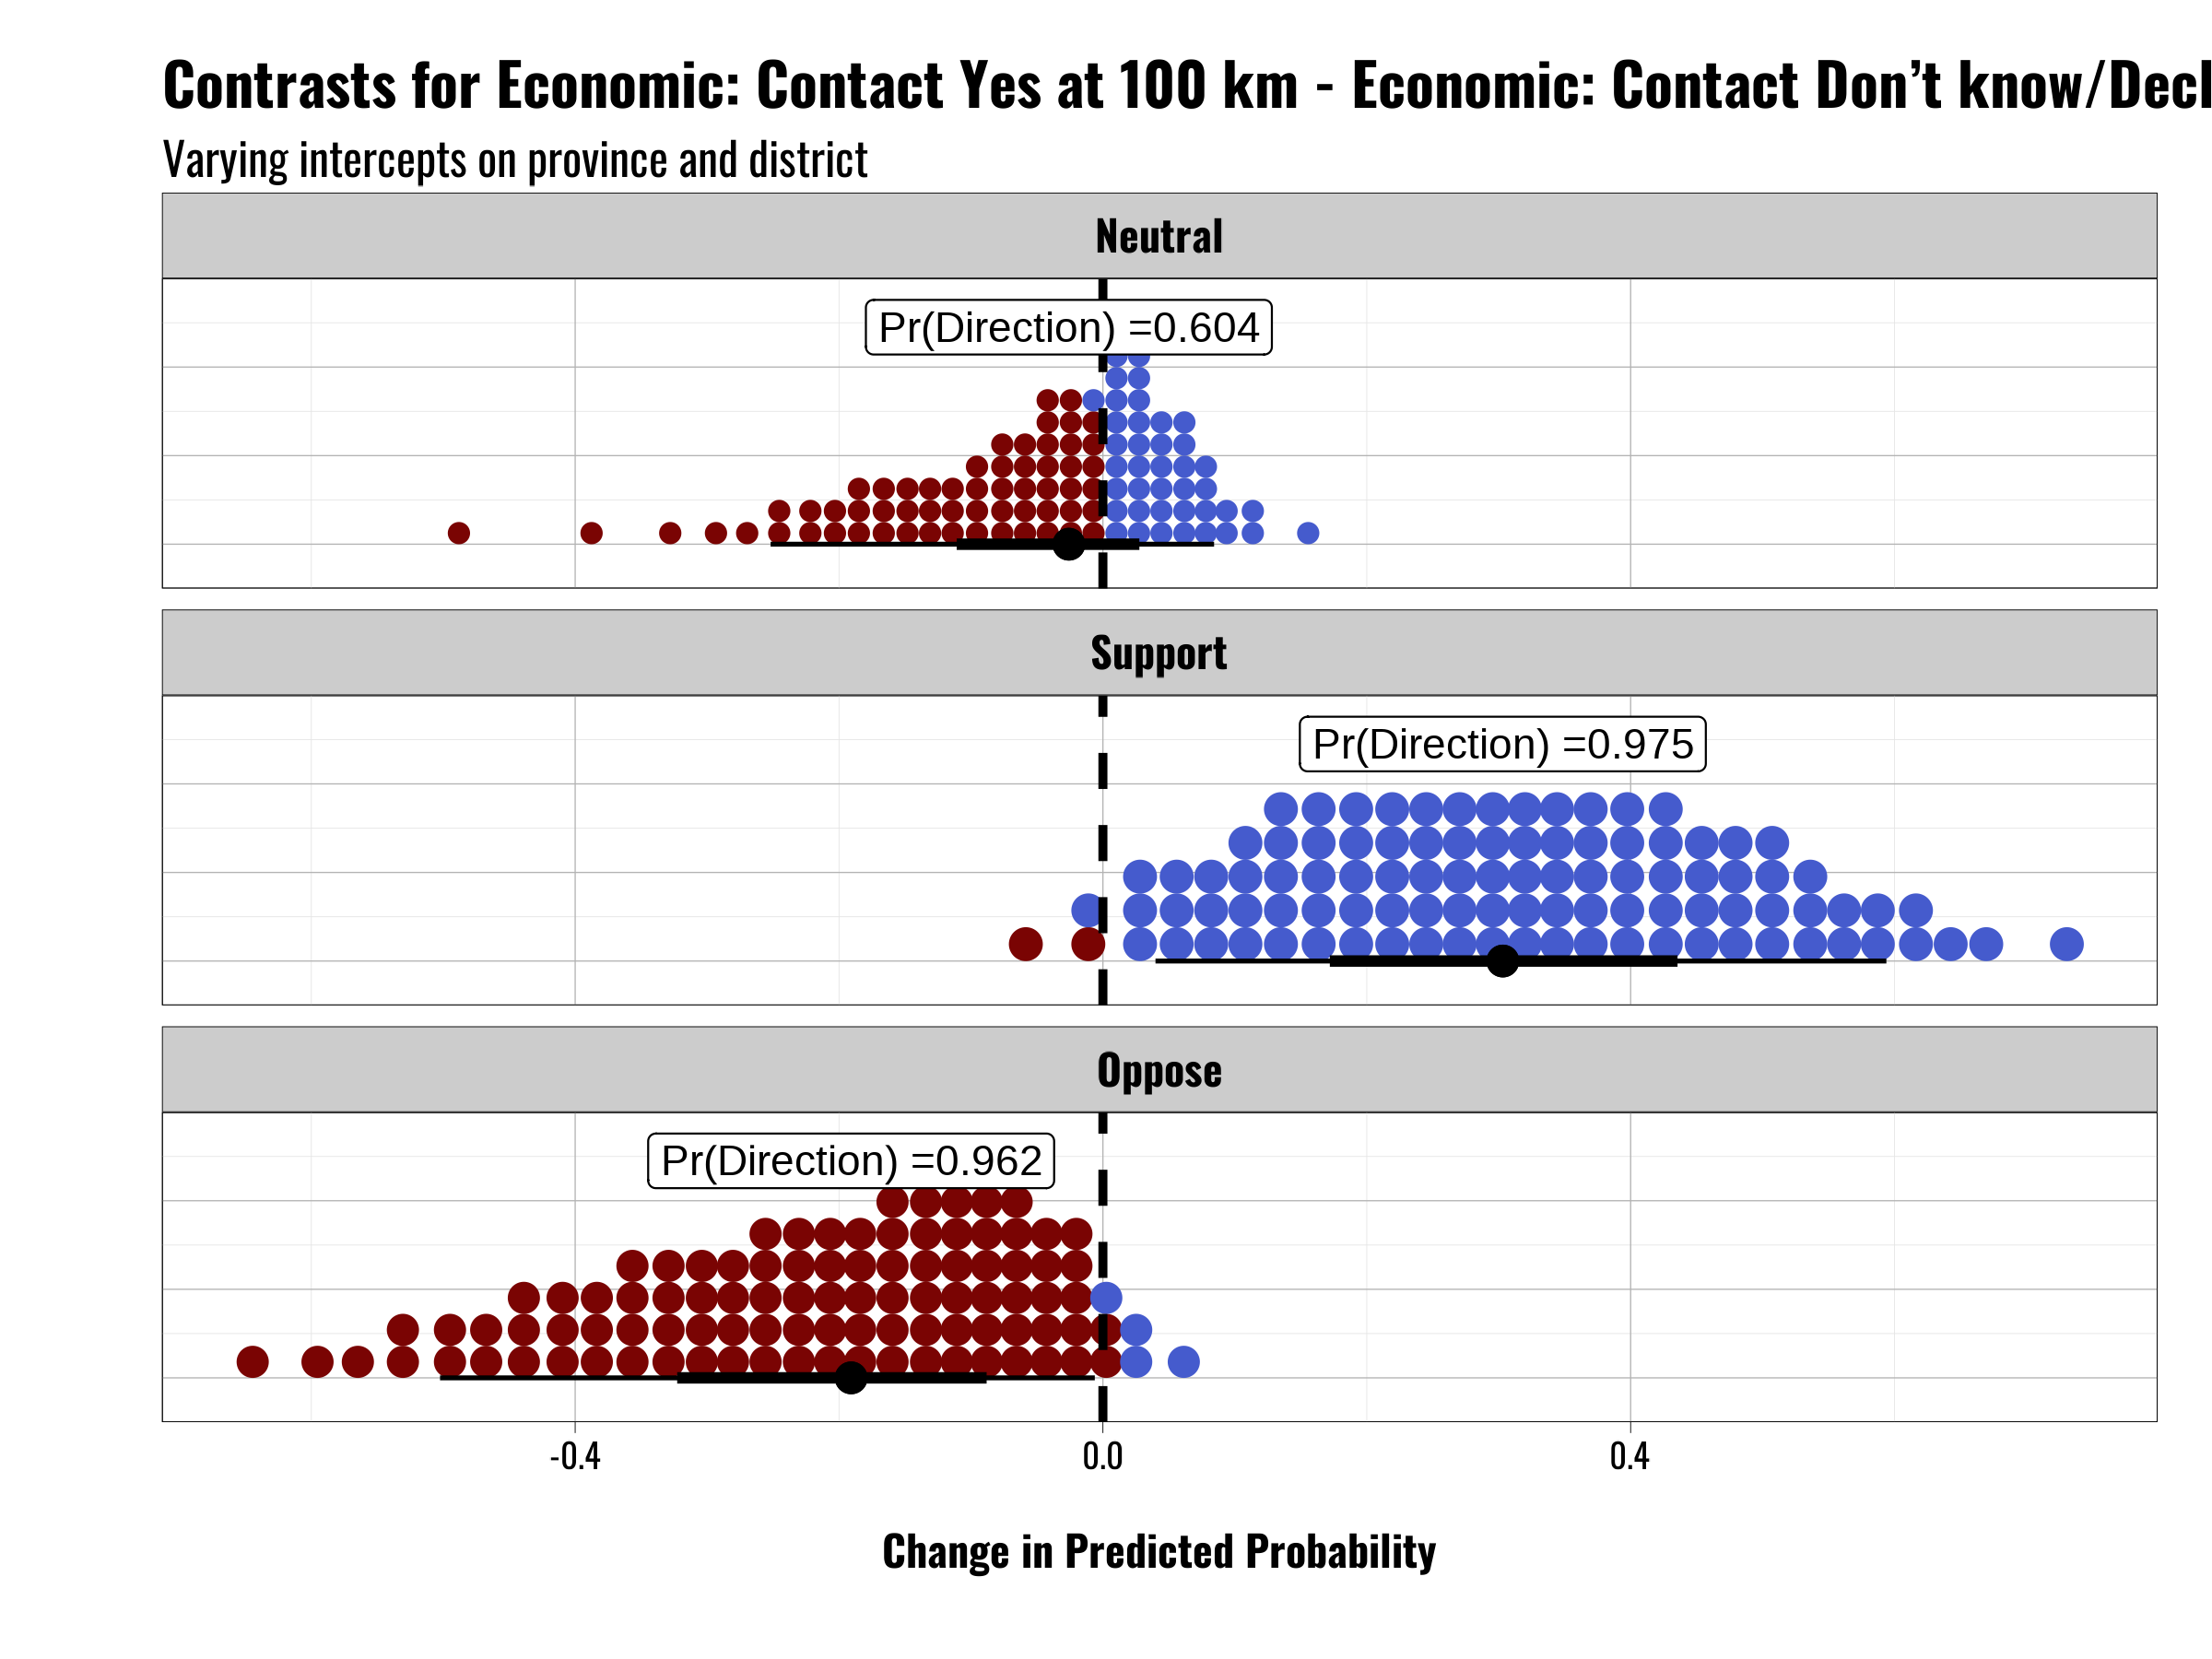 Contrasts for Economic: Contact Yes at 100 km - Economic: Contact Don’t know/Decl
Varying intercepts on province and district
Neutral
Pr(Direction) =0.604
Support
Pr(Direction) =0.975
Oppose
Pr(Direction) =0.962
-0.4
0.0
0.4
Change in Predicted Probability